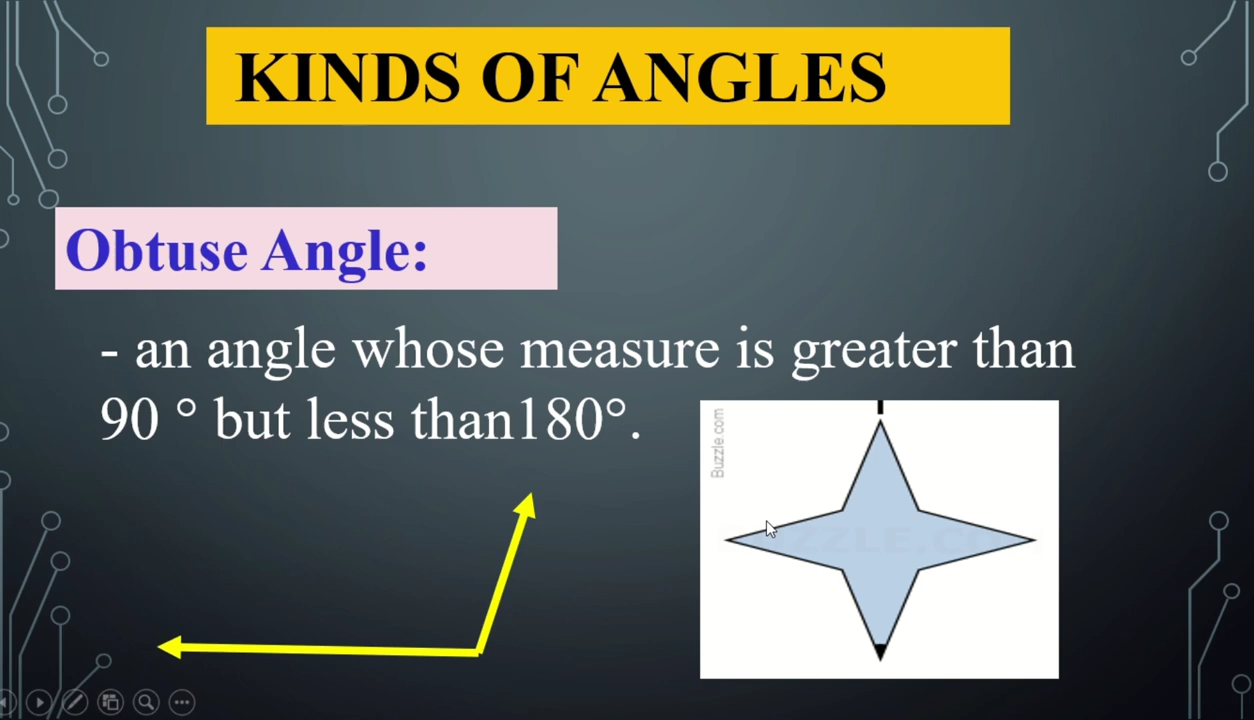 KINDS OF ANGLES
Obtuse Angle:
- an angle whose measure is greater than
90 ° but less than180°.
Buzzle.com